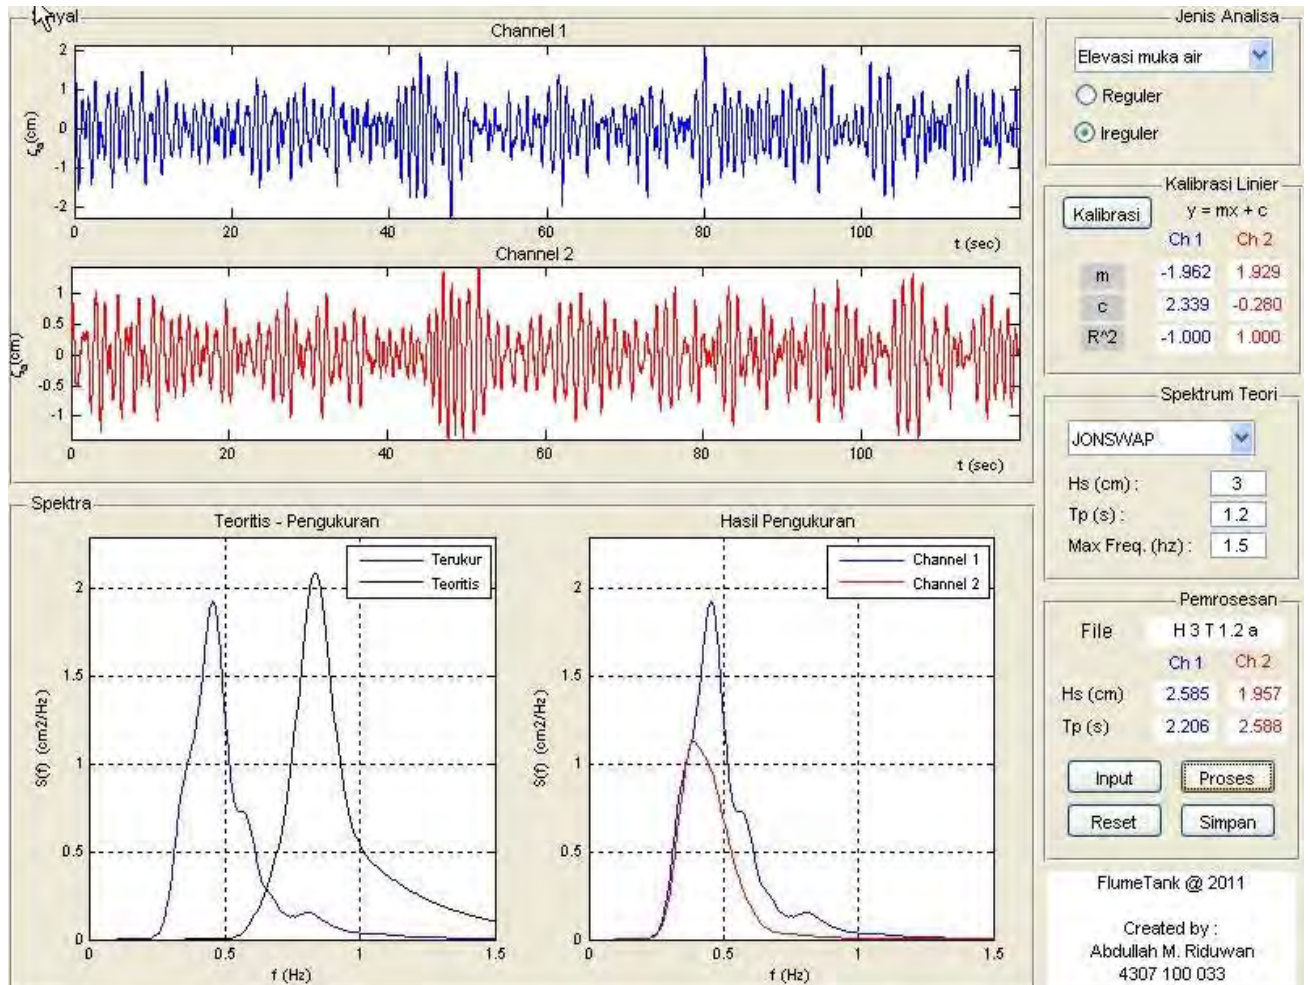 nyal
Channel 1
2
1
0
-1
-2
ζa(cm)
0
20
40
60
80
100
t (sec)
Channel 2
1
0.5
0
-0.5
-1
ζa(cm)
0
20
40
60
80
100
t (sec)
Spektra
Teoritis - Pengukuran
Terukur
Teoritis
2
1.5
1
0.5
0
S(f) (cm2/Hz)
0
0.5
1
1.5
f (Hz)
Hasil Pengukuran
Channel 1
Channel 2
2
1.5
1
0.5
0
S(f) (cm2/Hz)
0
0.5
1
1.5
f (Hz)
Jenis Analisa
Elevasi muka air
Reguler
Ireguler
Kalibrasi Linier
Kalibrasi y = mx + c
Ch 1 Ch 2
m -1.962 1.929
c 2.339 -0.280
R^2 -1.000 1.000
Spektrum Teori
JONSWAP
Hs (cm) : 3
Tp (s) : 1.2
Max Freq. (hz) : 1.5
Pemrosesan
File H 3 T 1.2 a
Ch 1 Ch 2
Hs (cm) 2.585 1.957
Tp (s) 2.206 2.588
Input Proses
Reset Simpan
FlumeTank @ 2011
Created by :
Abdullah M. Riduwan
4307 100 033